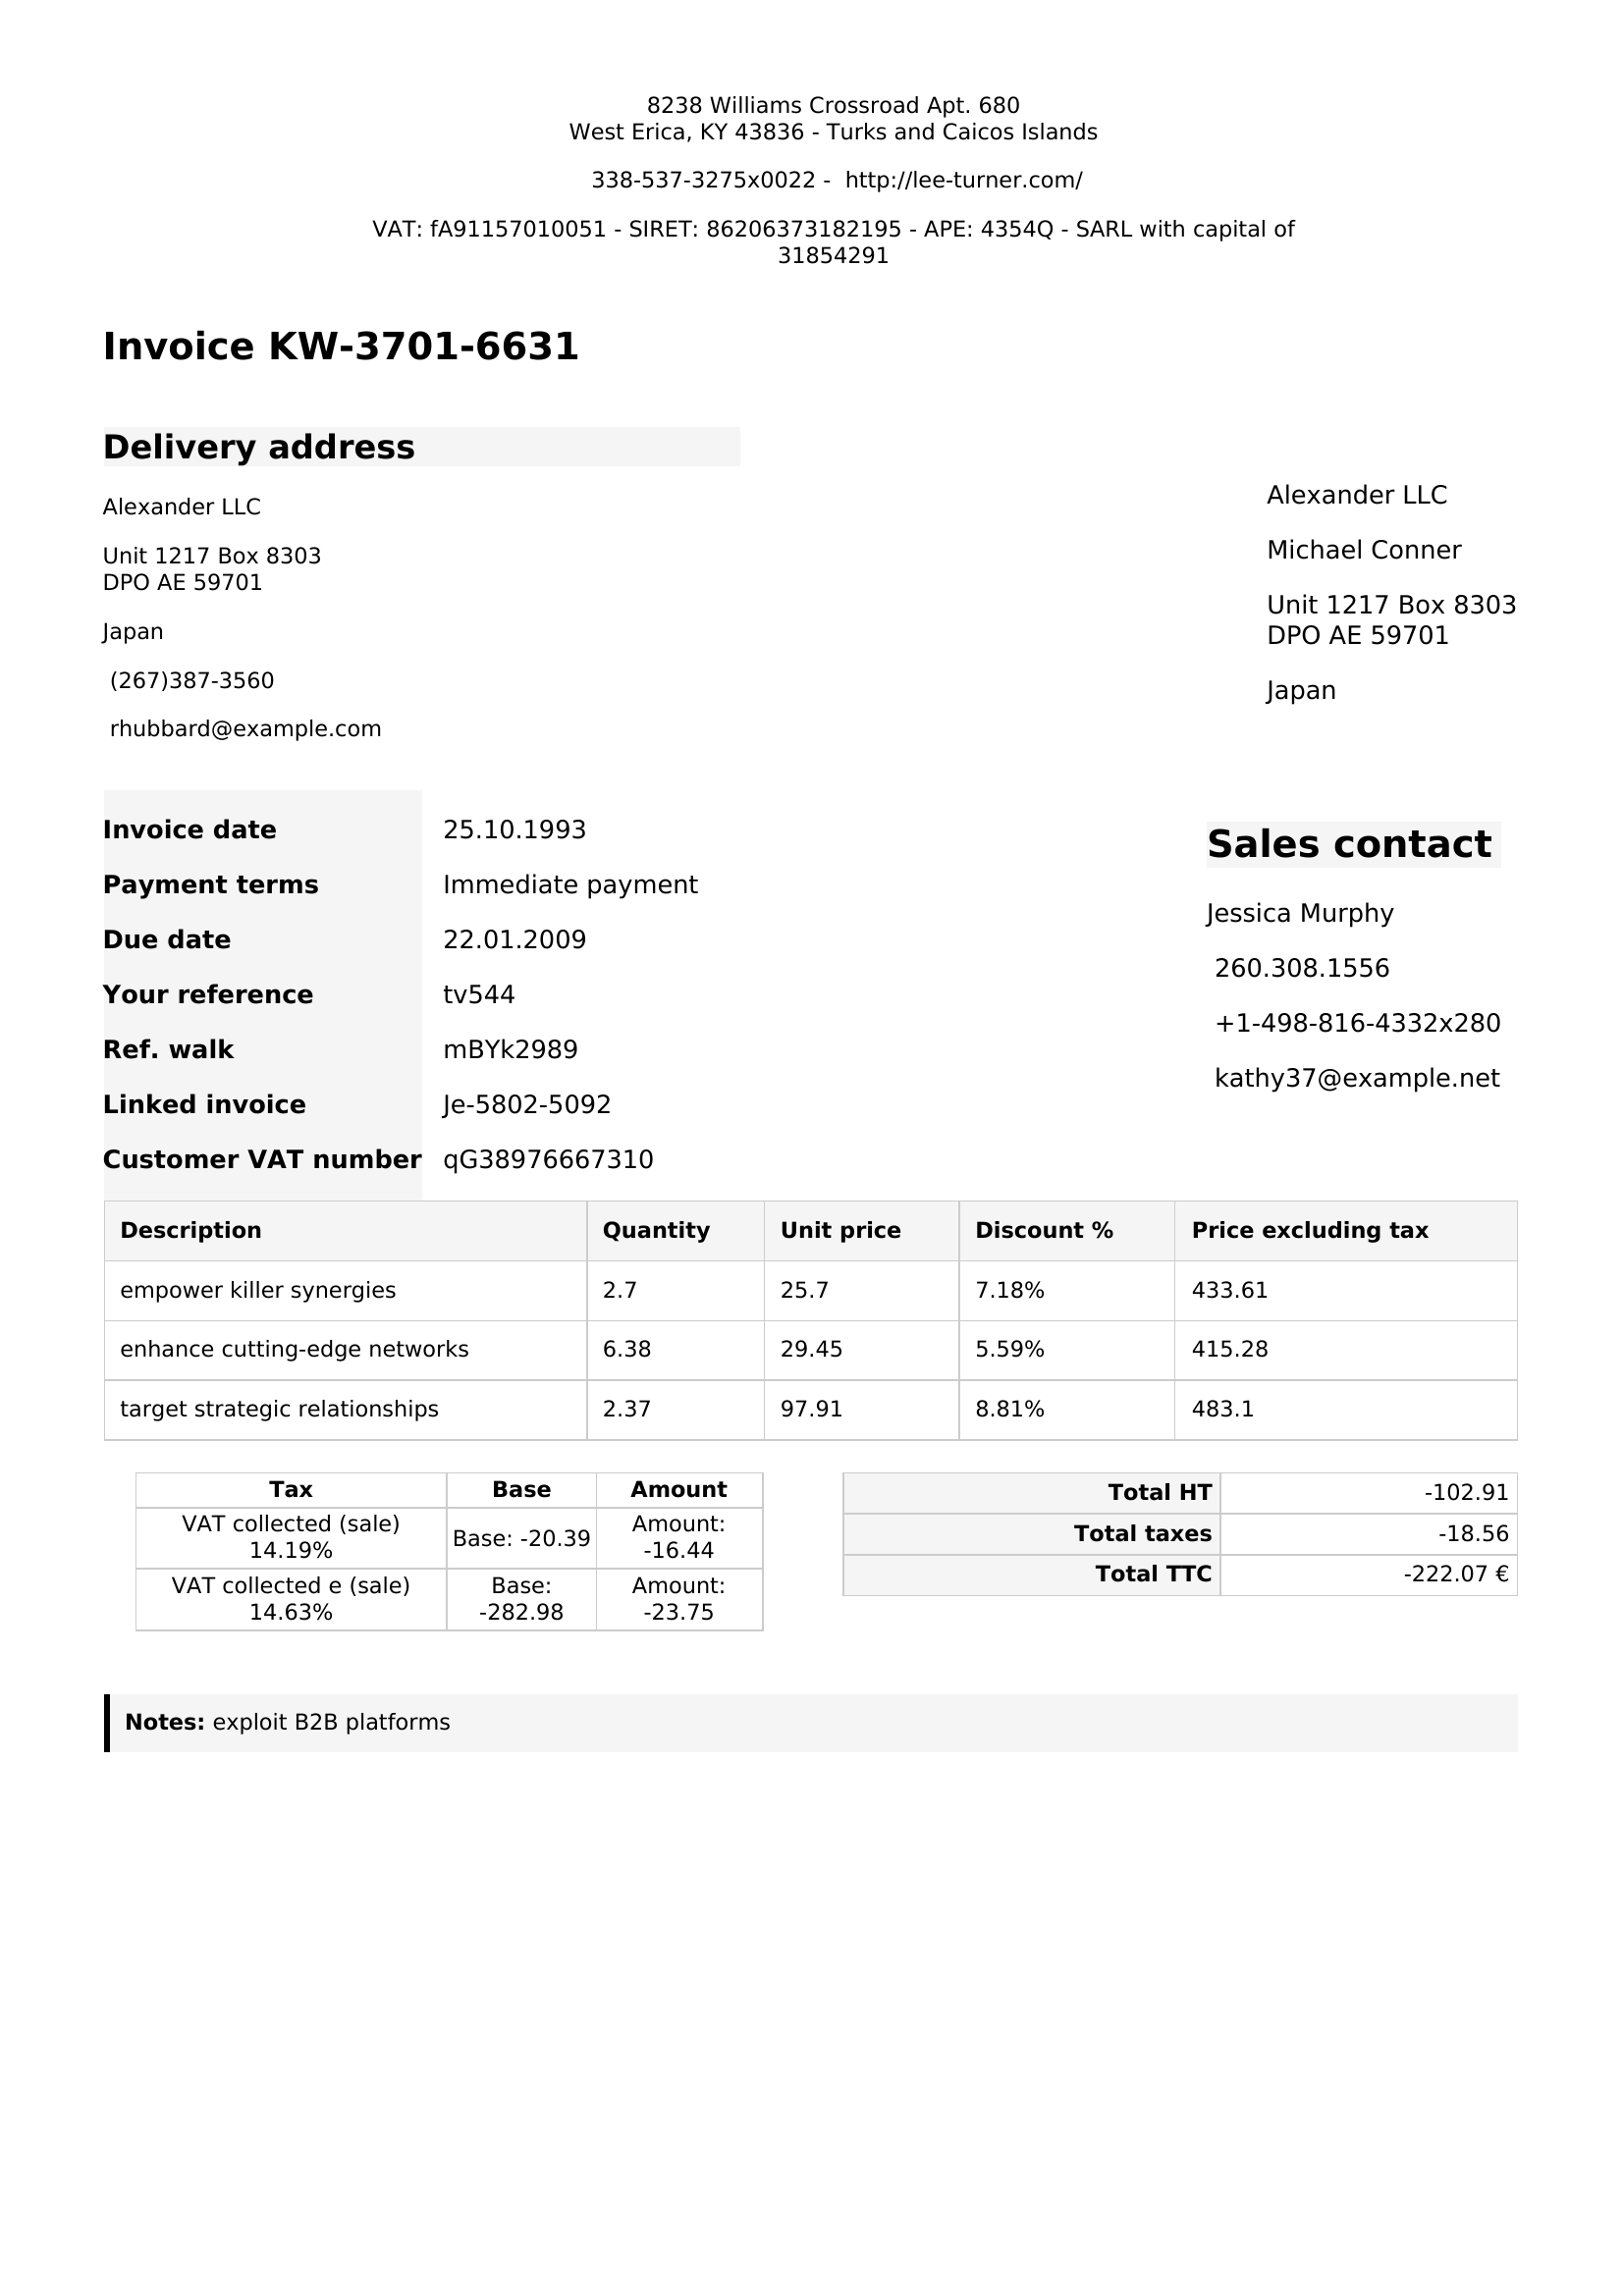 8238 Williams Crossroad Apt. 680
West Erica, KY 43836 - Turks and Caicos Islands
338-537-3275x0022 -  http://lee-turner.com/
VAT: fA91157010051 - SIRET: 86206373182195 - APE: 4354Q - SARL with capital of
31854291
Invoice KW-3701-6631
Delivery address
Alexander LLC
Unit 1217 Box 8303
DPO AE 59701
Japan
(267)387-3560
rhubbard@example.com
Alexander LLC
Michael Conner
Unit 1217 Box 8303
DPO AE 59701
Japan
Invoice date 25.10.1993
Payment terms Immediate payment
Due date 22.01.2009
Your reference tv544
Ref. walk mBYk2989
Linked invoice Je-5802-5092
Customer VAT number qG38976667310
Sales contact
Jessica Murphy
260.308.1556
+1-498-816-4332x280
kathy37@example.net
Description Quantity Unit price Discount % Price excluding tax
empower killer synergies 2.7 25.7 7.18% 433.61
enhance cutting-edge networks 6.38 29.45 5.59% 415.28
target strategic relationships 2.37 97.91 8.81% 483.1
Tax Base Amount
VAT collected (sale) 14.19% Base: -20.39 Amount: -16.44
VAT collected e (sale) 14.63% Base: -282.98 Amount: -23.75
Total HT -102.91
Total taxes -18.56
Total TTC -222.07 €
Notes: exploit B2B platforms